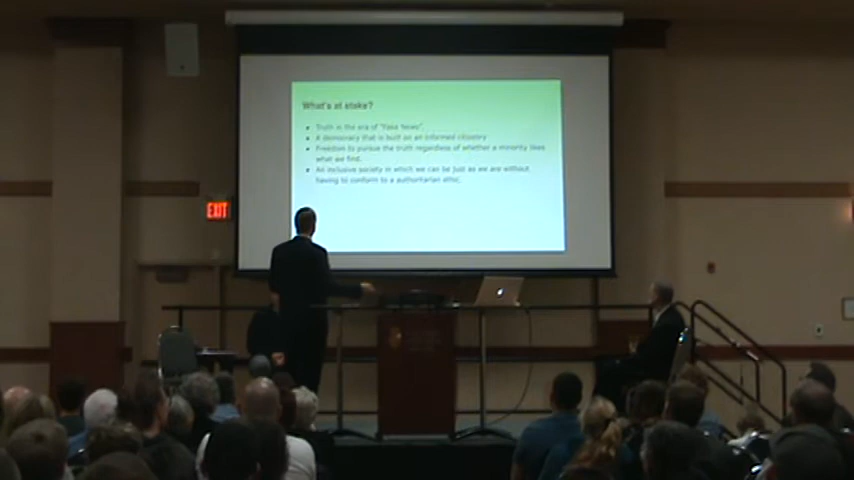 What's at stake?
Truth in the era of "Fake News".
A democracy that is built on an informed citizenry
Freedom to pursue the truth regardless of whether a minority likes
what we find.
An inclusive society in which we can be just as we are without
having to conform to a authoritarian ethic.
EXIT